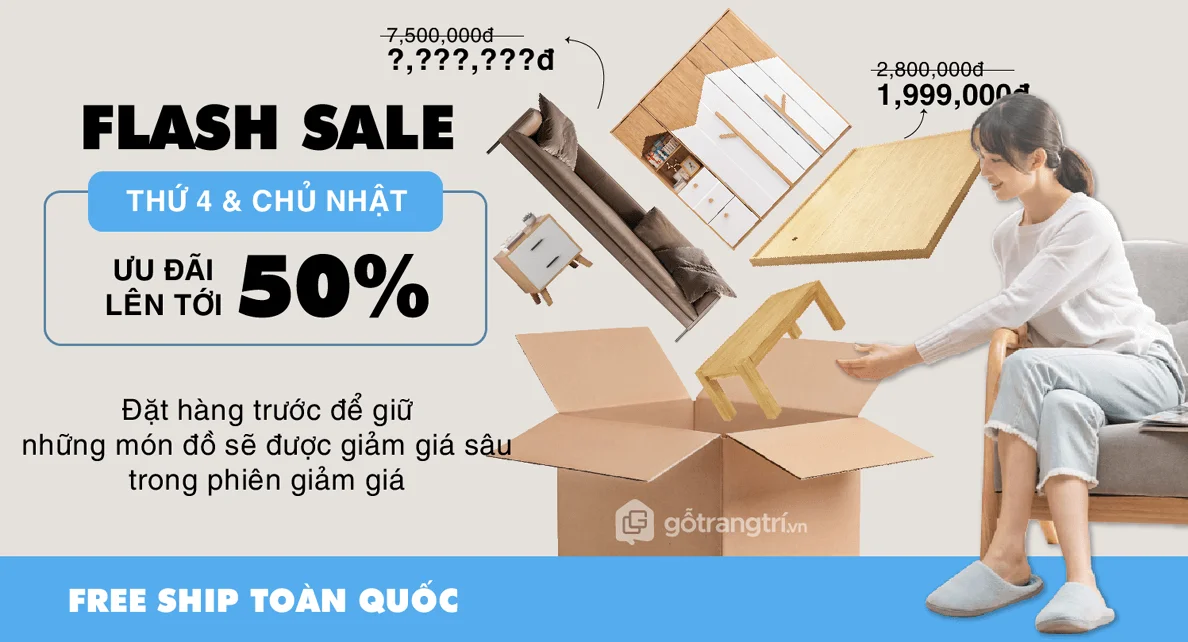 7,500,000đ
?,???,???đ
2,800,000đ
1,999,000đ
FLASH SALE
THỨ 4 & CHỦ NHẬT
ƯU ĐÃI
LÊN TỚI
50%
Đặt hàng trước để giữ
những món đồ sẽ được giảm giá sâu
trong phiên giảm giá
gỗtrangtrí.vn
FREE SHIP TOÀN QUỐC